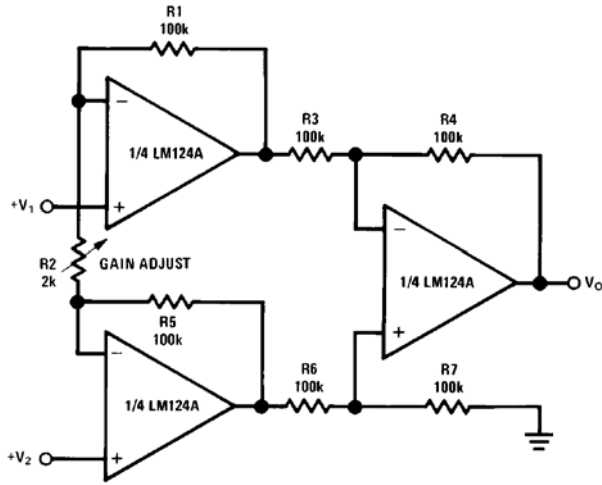 R1
100k
−
1/4 LM124A
+
+V1
R3
100k
R4
100k
−
1/4 LM124A
+
VO
R2
2k
GAIN ADJUST
R5
100k
−
1/4 LM124A
+
+V2
R6
100k
R7
100k